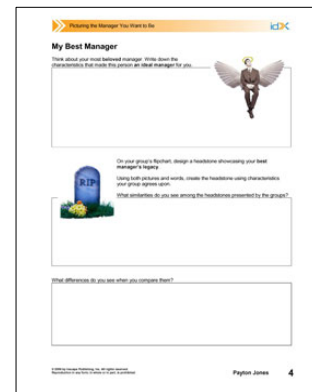 Picturing the Manager You Want to Be
idX
My Best Manager
Think about your most beloved manager. Write down the
characteristics that made this person an ideal manager for you.
On your group's flipchart, design a headstone showcasing your best
manager's legacy.
Using both pictures and words, create the headstone using characteristics
your group agrees upon.
What similarities do you see among the headstones presented by the groups?
RIP
What differences do you see when you compare them?
Payton Jones 4